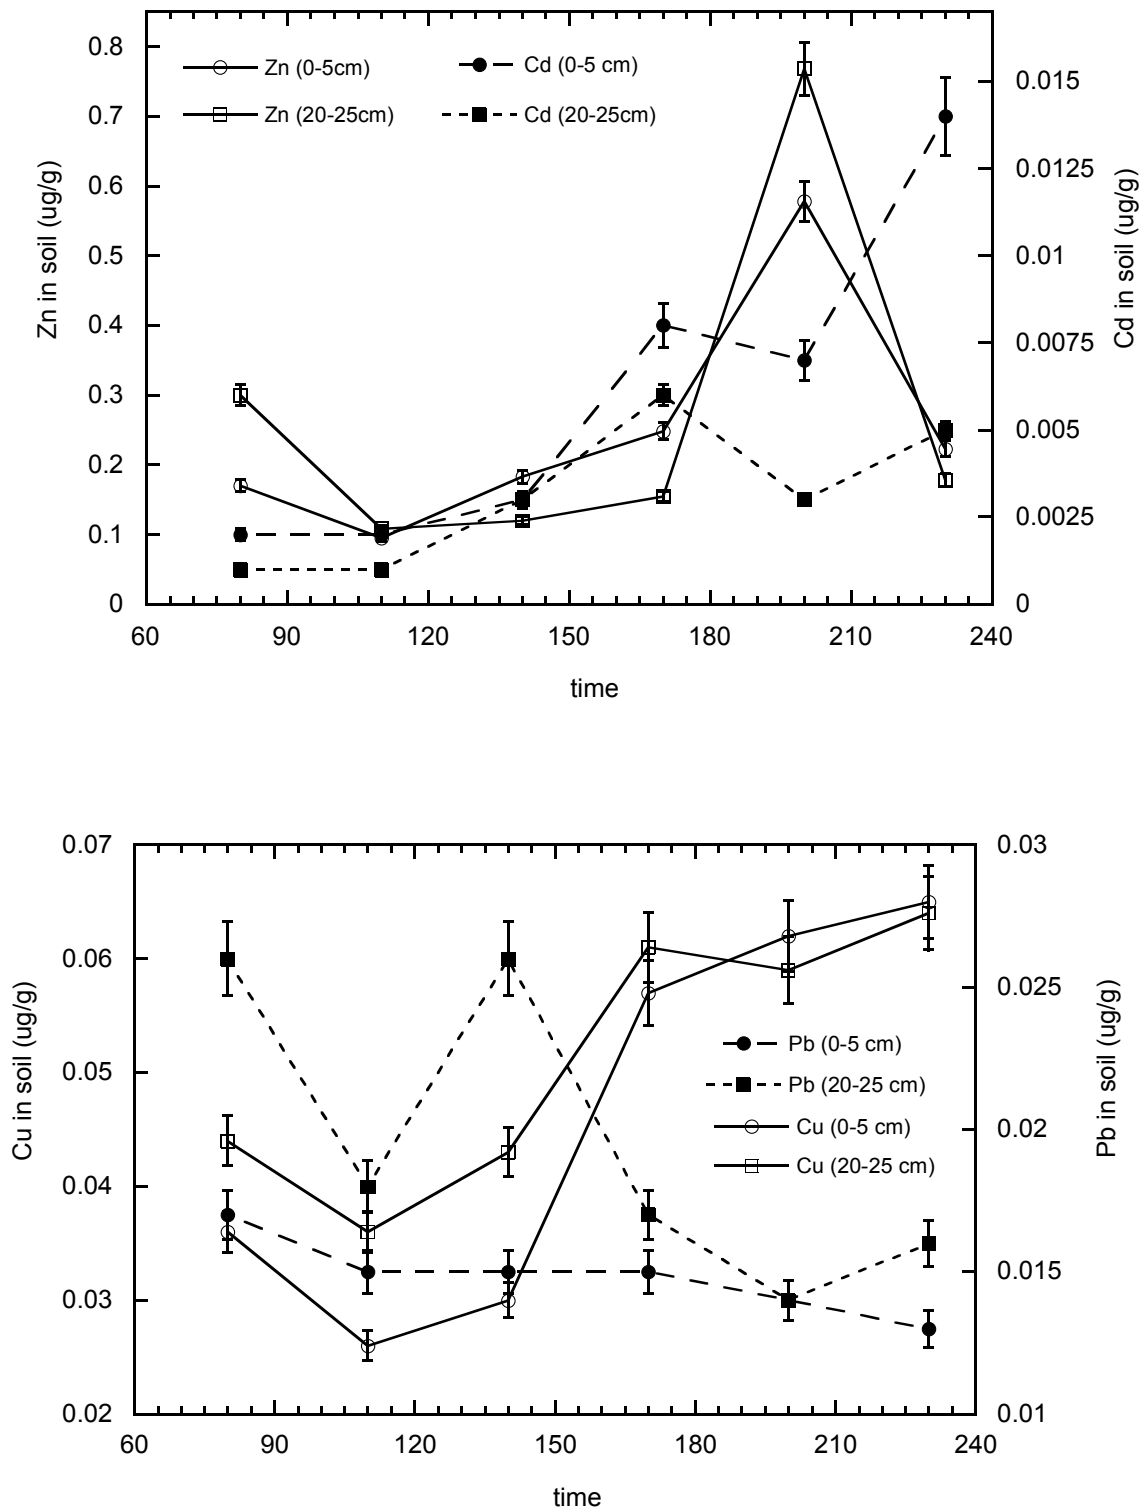 0.8
0.7
0.6
0.5
0.4
0.3
0.2
0.1
0
Zn in soil (ug/g)
Zn (0-5cm)
Cd (0-5 cm)
Zn (20-25cm)
Cd (20-25cm)
0.015
0.0125
0.01
0.0075
0.005
0.0025
0
Cd in soil (ug/g)
60 90 120 150 180 210 240
time
0.07
0.06
0.05
0.04
0.03
0.02
Cu in soil (ug/g)
Pb (0-5 cm)
Pb (20-25 cm)
Cu (0-5 cm)
Cu (20-25 cm)
0.03
0.025
0.02
0.015
0.01
Pb in soil (ug/g)
60 90 120 150 180 210 240
time